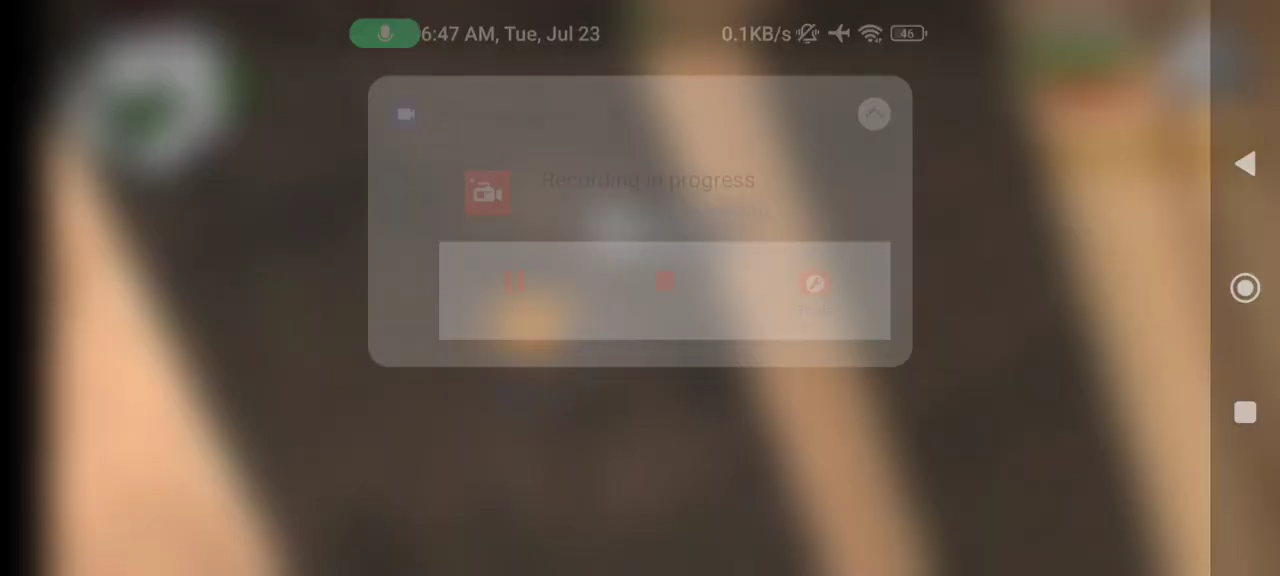 6:47 AM, Tue, Jul 23 0.1KB/s 46
Recording in progress